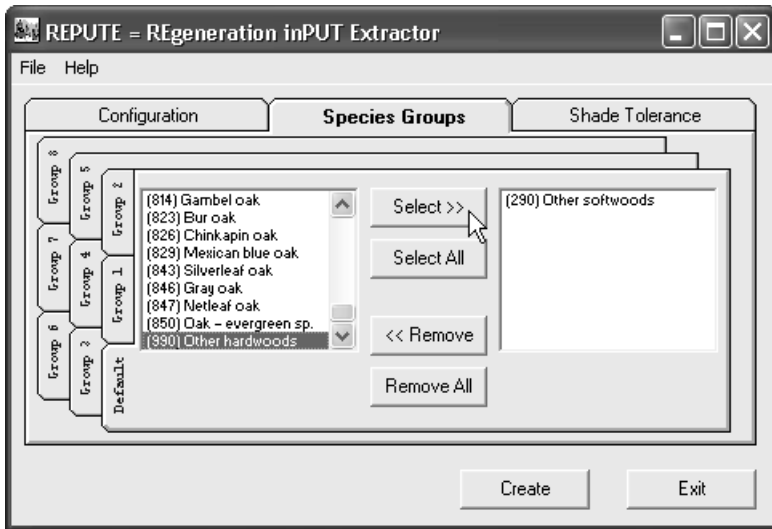 REPUTE = REgeneration inPUT Extractor
File Help
Configuration
Species Groups
Shade Tolerance
Group 8
Group 7
Group 6
Group 5
Group 4
Group 3
Group 2
Group 1
Default
(814) Gambel oak
(823) Bur oak
(826) Chinkapin oak
(829) Mexican blue oak
(843) Silverleaf oak
(846) Gray oak
(847) Netleaf oak
(850) Oak – evergreen sp.
(990) Other hardwoods
Select >>
Select All
<< Remove
Remove All
(290) Other softwoods
Create
Exit